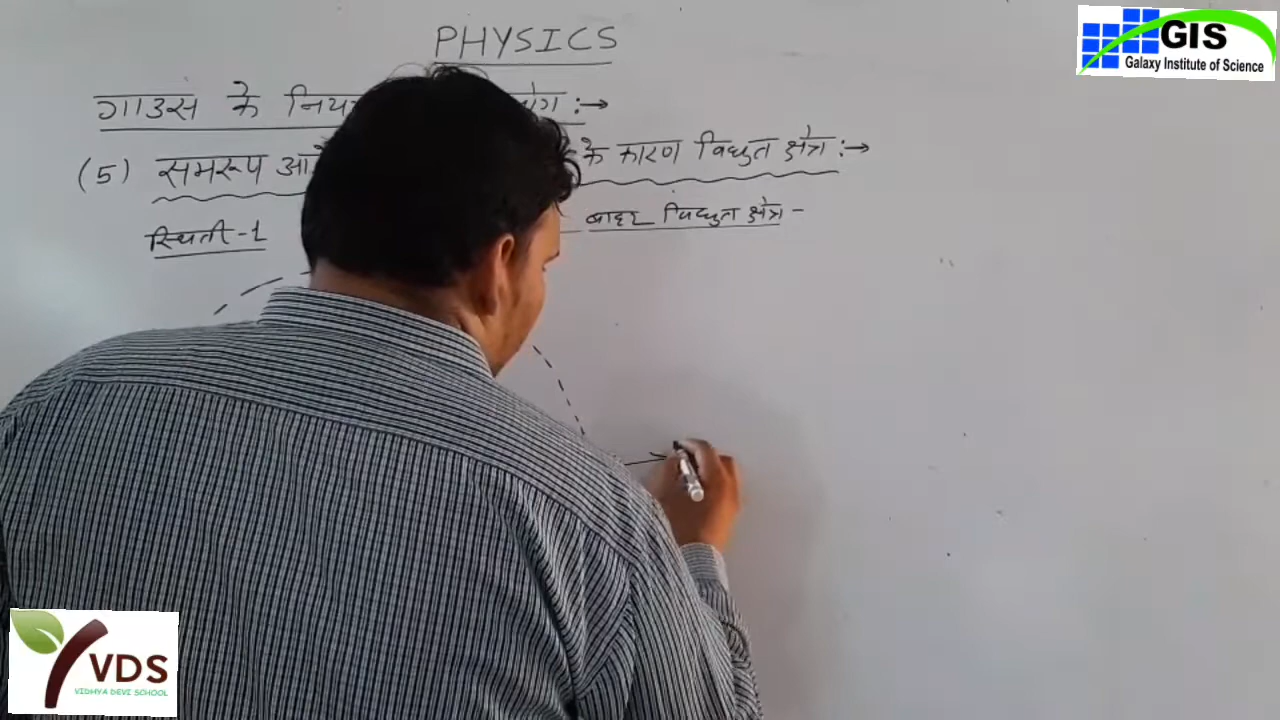 PHYSICS
गाउस के :→
(5) समरूप के कारण विद्युत क्षेत्र :→
स्थिती-1 बाहर विद्युत क्षेत्र -
GIS
Galaxy Institute of Science
VDS
VIDHYA DEVI SCHOOL